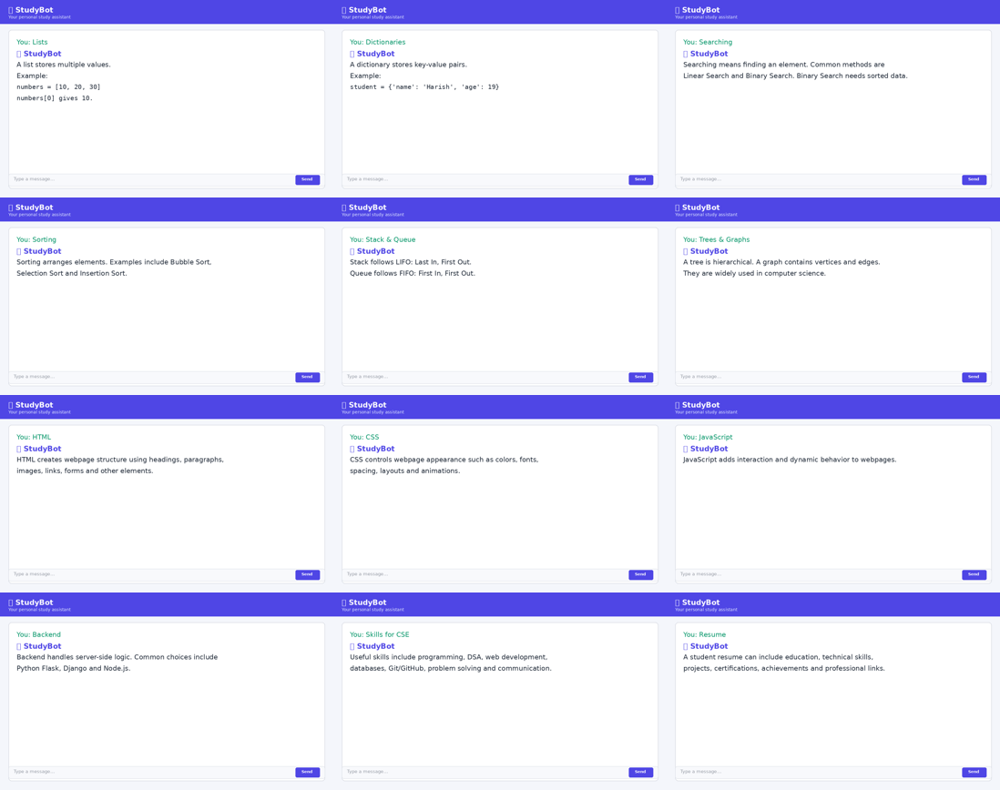 StudyBot
Your personal study assistant
You: Lists
StudyBot
A list stores multiple values.
Example:
numbers = [10, 20, 30]
numbers[0] gives 10.
Type a message...
Send
StudyBot
Your personal study assistant
You: Dictionaries
StudyBot
A dictionary stores key-value pairs.
Example:
student = {'name': 'Harish', 'age': 19}
Type a message...
Send
StudyBot
Your personal study assistant
You: Searching
StudyBot
Searching means finding an element. Common methods are
Linear Search and Binary Search. Binary Search needs sorted data.
Type a message...
Send
StudyBot
Your personal study assistant
You: Sorting
StudyBot
Sorting arranges elements. Examples include Bubble Sort,
Selection Sort and Insertion Sort.
Type a message...
Send
StudyBot
Your personal study assistant
You: Stack & Queue
StudyBot
Stack follows LIFO: Last In, First Out.
Queue follows FIFO: First In, First Out.
Type a message...
Send
StudyBot
Your personal study assistant
You: Trees & Graphs
StudyBot
A tree is hierarchical. A graph contains vertices and edges.
They are widely used in computer science.
Type a message...
Send
StudyBot
Your personal study assistant
You: HTML
StudyBot
HTML creates webpage structure using headings, paragraphs,
images, links, forms and other elements.
Type a message...
Send
StudyBot
Your personal study assistant
You: CSS
StudyBot
CSS controls webpage appearance such as colors, fonts,
spacing, layouts and animations.
Type a message...
Send
StudyBot
Your personal study assistant
You: JavaScript
StudyBot
JavaScript adds interaction and dynamic behavior to webpages.
Type a message...
Send
StudyBot
Your personal study assistant
You: Backend
StudyBot
Backend handles server-side logic. Common choices include
Python Flask, Django and Node.js.
Type a message...
Send
StudyBot
Your personal study assistant
You: Skills for CSE
StudyBot
Useful skills include programming, DSA, web development,
databases, Git/GitHub, problem solving and communication.
Type a message...
Send
StudyBot
Your personal study assistant
You: Resume
StudyBot
A student resume can include education, technical skills,
projects, certifications, achievements and professional links.
Type a message...
Send